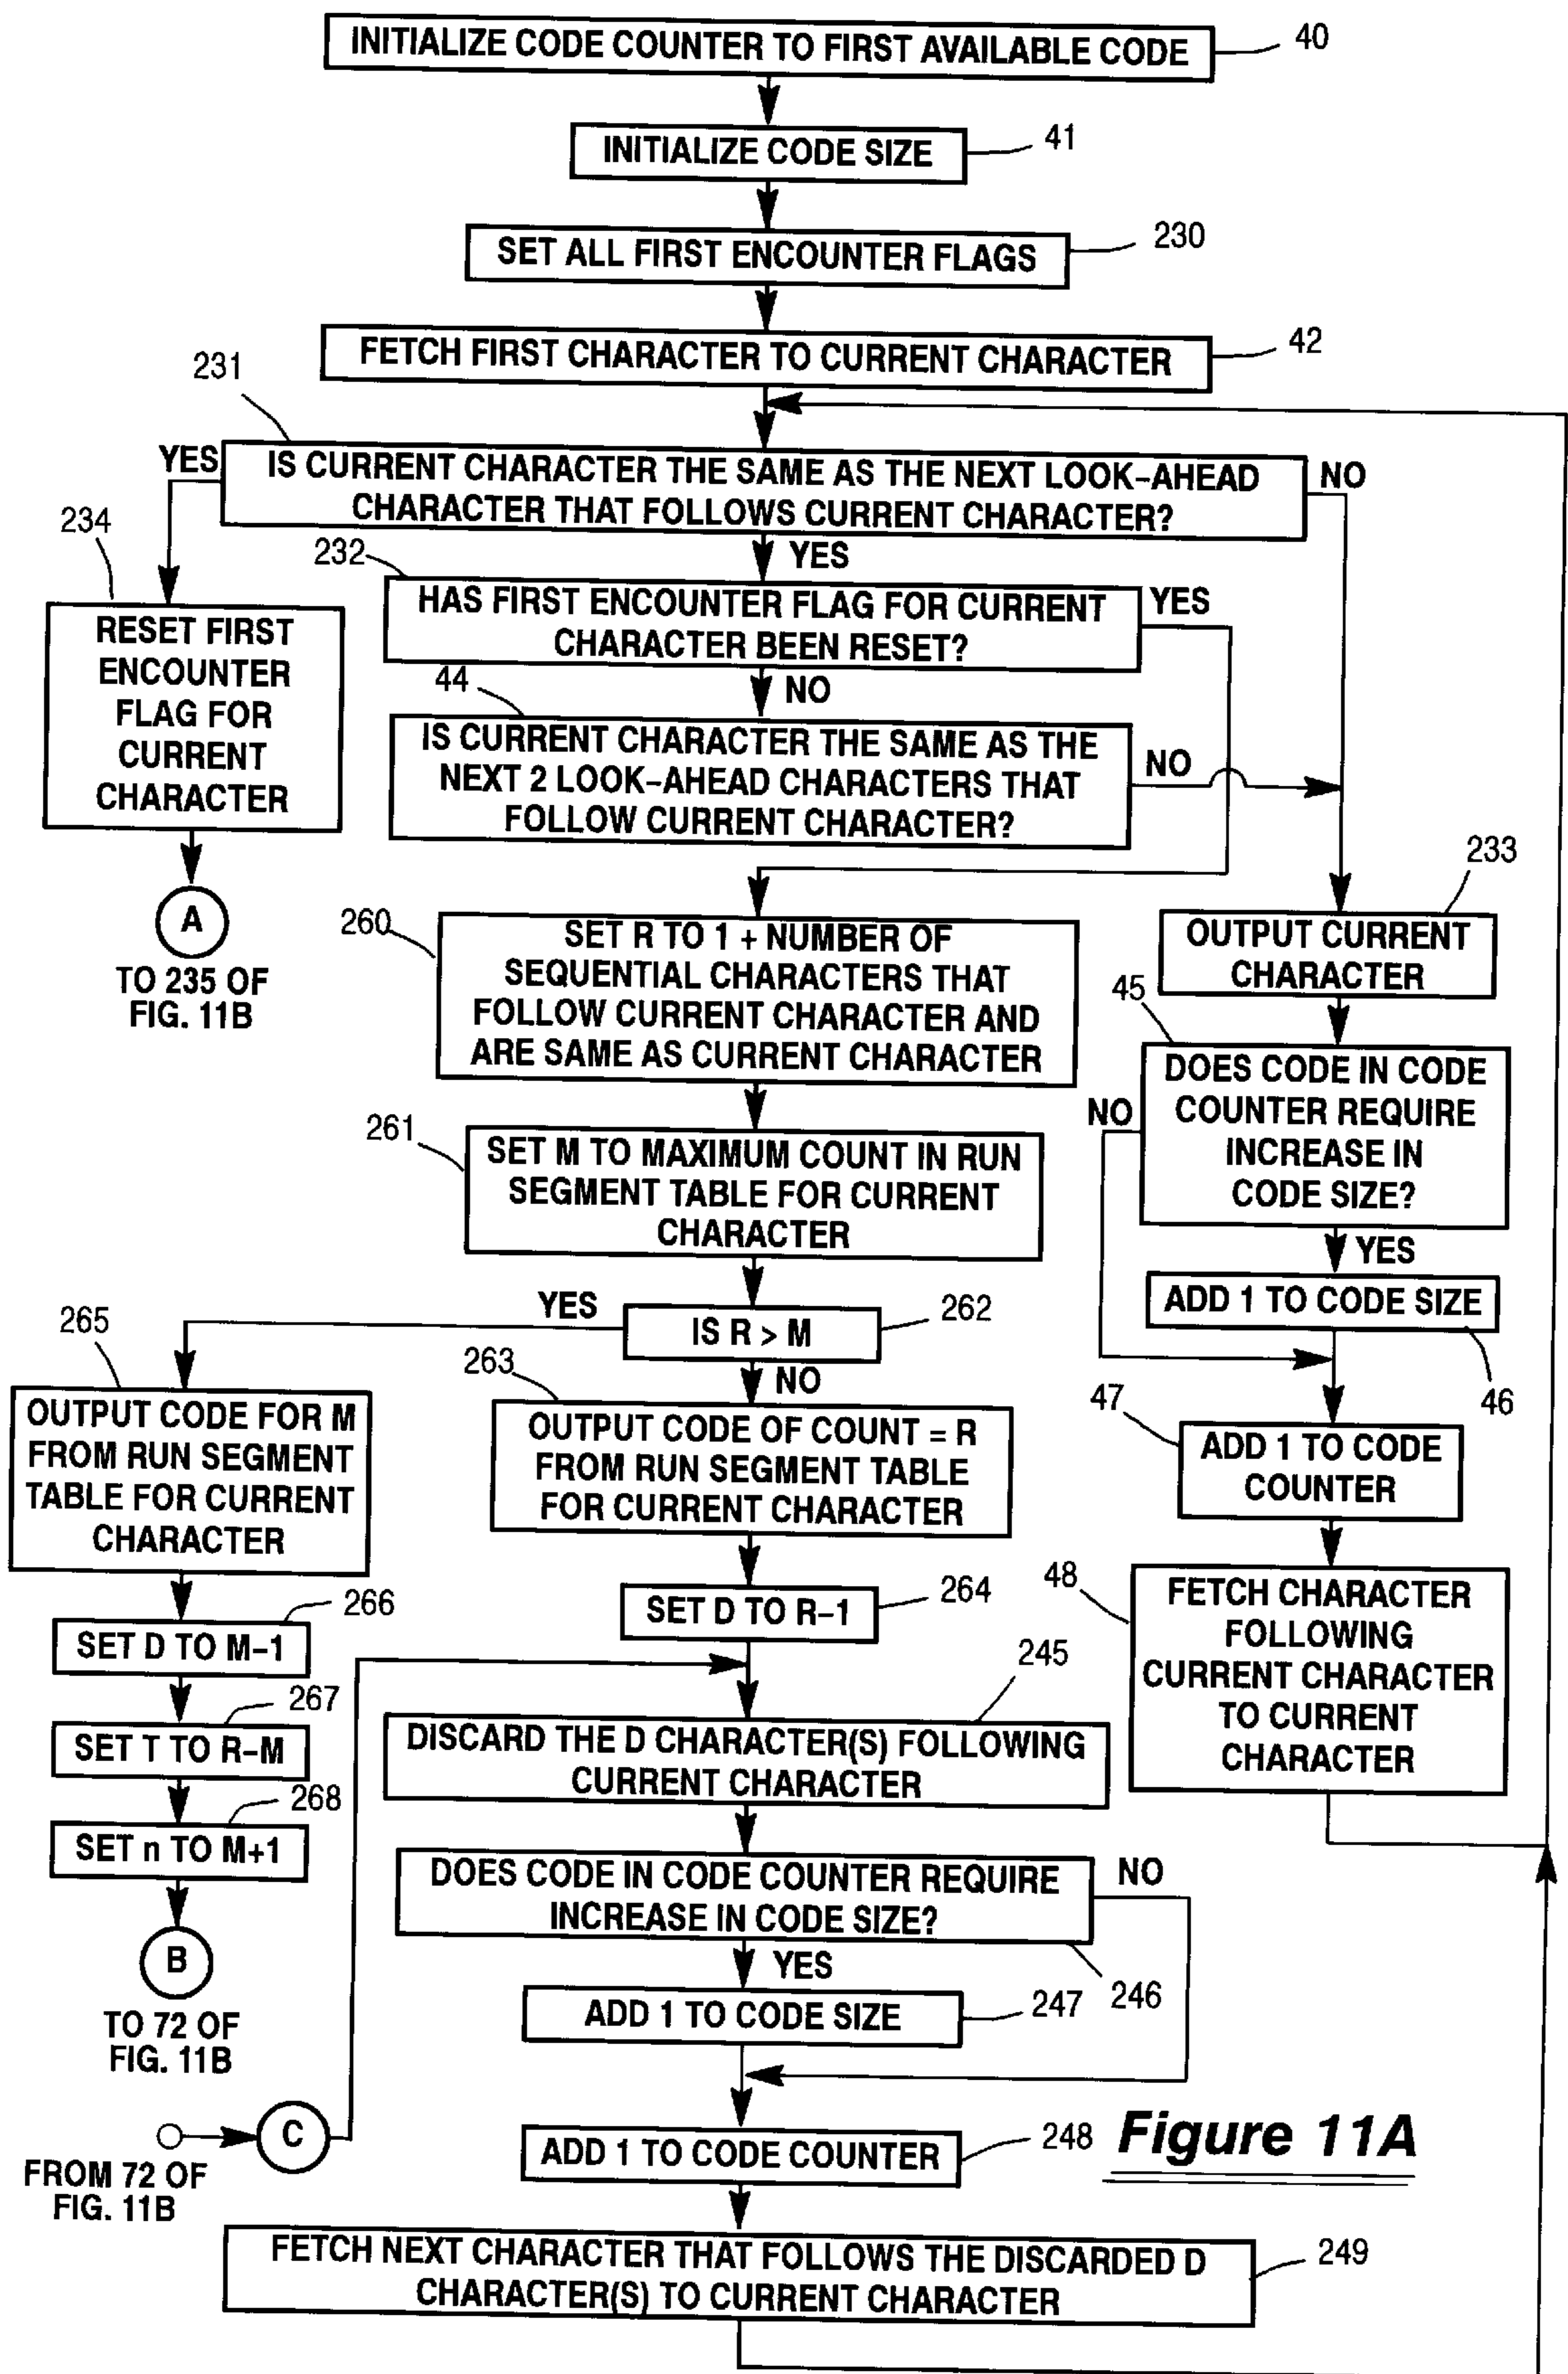 INITIALIZE CODE COUNTER TO FIRST AVAILABLE CODE
40
INITIALIZE CODE SIZE
41
SET ALL FIRST ENCOUNTER FLAGS
230
FETCH FIRST CHARACTER TO CURRENT CHARACTER
42
231
YES
IS CURRENT CHARACTER THE SAME AS THE NEXT LOOK-AHEAD
CHARACTER THAT FOLLOWS CURRENT CHARACTER?
NO
234
RESET FIRST
ENCOUNTER
FLAG FOR
CURRENT
CHARACTER
A
TO 235 OF
FIG. 11B
YES
232
HAS FIRST ENCOUNTER FLAG FOR CURRENT
CHARACTER BEEN RESET?
YES
NO
44
IS CURRENT CHARACTER THE SAME AS THE
NEXT 2 LOOK-AHEAD CHARACTERS THAT
FOLLOW CURRENT CHARACTER?
NO
233
OUTPUT CURRENT
CHARACTER
260
SET R TO 1 + NUMBER OF
SEQUENTIAL CHARACTERS THAT
FOLLOW CURRENT CHARACTER AND
ARE SAME AS CURRENT CHARACTER
45
DOES CODE IN CODE
COUNTER REQUIRE
INCREASE IN
CODE SIZE?
NO
YES
261
SET M TO MAXIMUM COUNT IN RUN
SEGMENT TABLE FOR CURRENT
CHARACTER
ADD 1 TO CODE SIZE
46
YES
IS R > M
262
NO
265
OUTPUT CODE FOR M
FROM RUN SEGMENT
TABLE FOR CURRENT
CHARACTER
263
OUTPUT CODE OF COUNT = R
FROM RUN SEGMENT TABLE
FOR CURRENT CHARACTER
47
ADD 1 TO CODE
COUNTER
SET D TO M-1
266
SET D TO R-1
264
48
FETCH CHARACTER
FOLLOWING
CURRENT CHARACTER
TO CURRENT
CHARACTER
SET T TO R-M
267
245
DISCARD THE D CHARACTER(S) FOLLOWING
CURRENT CHARACTER
SET n TO M+1
268
B
TO 72 OF
FIG. 11B
DOES CODE IN CODE COUNTER REQUIRE
INCREASE IN CODE SIZE?
NO
246
YES
ADD 1 TO CODE SIZE
247
C
FROM 72 OF
FIG. 11B
ADD 1 TO CODE COUNTER
248
Figure 11A
FETCH NEXT CHARACTER THAT FOLLOWS THE DISCARDED D
CHARACTER(S) TO CURRENT CHARACTER
249